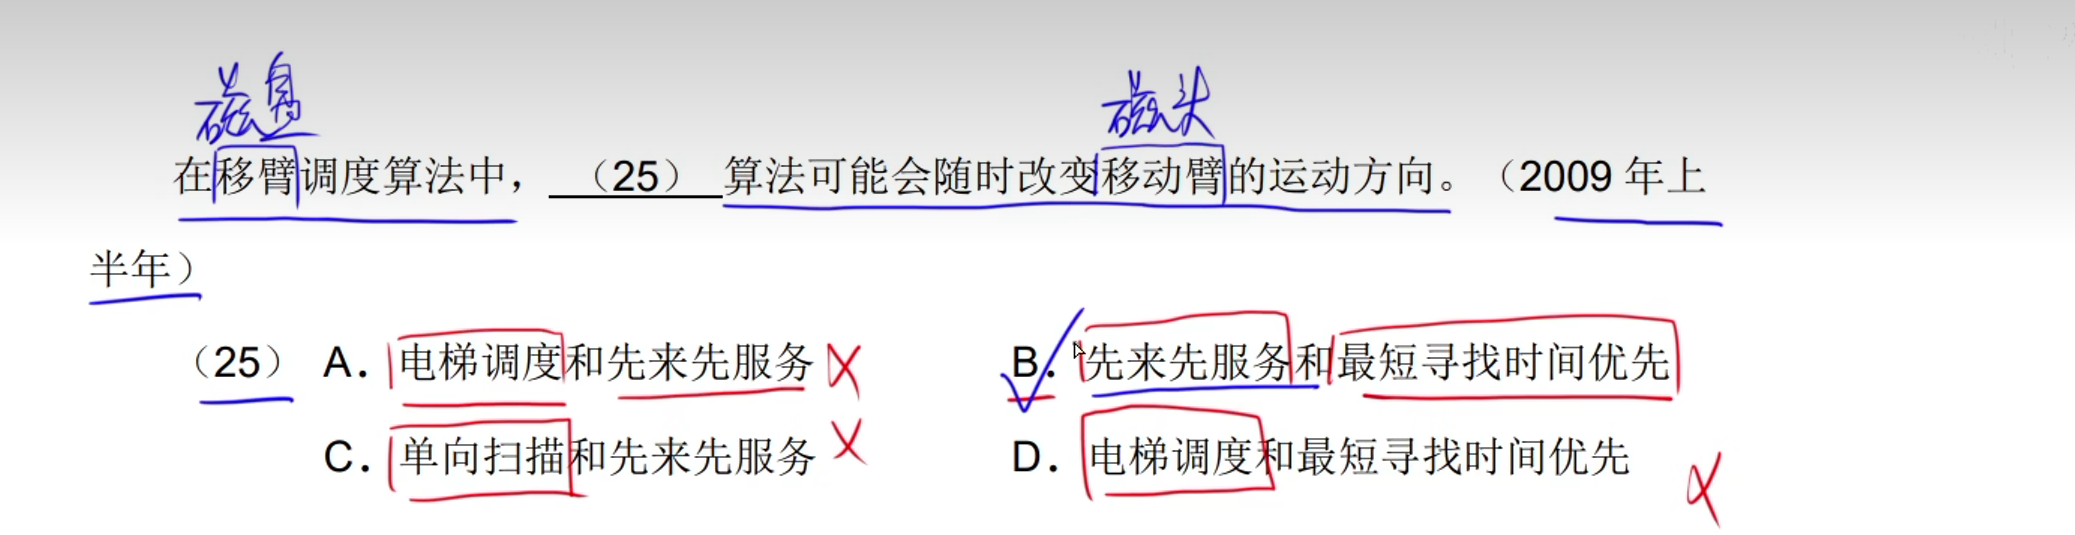 磁盘 磁头
在移臂调度算法中，（25）算法可能会随时改变移动臂的运动方向。（2009 年上
半年）
（25） A．电梯调度和先来先服务 B．先来先服务和最短寻找时间优先
C．单向扫描和先来先服务 D．电梯调度和最短寻找时间优先